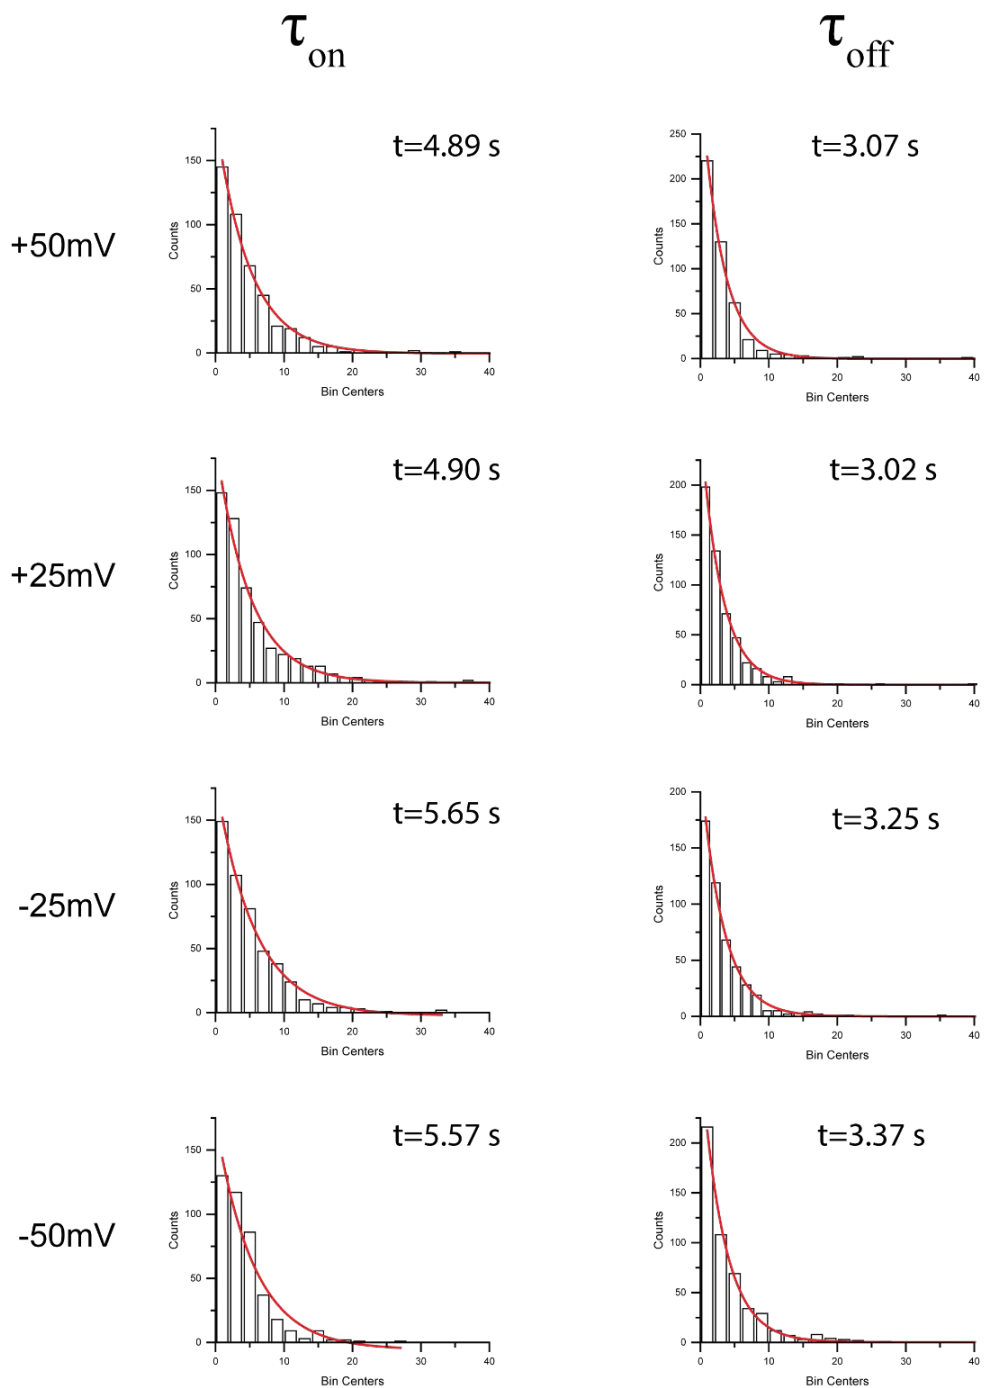 τon
τoff
+50mV
t=4.89 s
150
100
50
0
Counts
0 10 20 30 40
Bin Centers
t=3.07 s
250
200
150
100
50
0
Counts
0 10 20 30 40
Bin Centers
+25mV
t=4.90 s
150
100
50
0
Counts
0 10 20 30 40
Bin Centers
t=3.02 s
200
150
100
50
0
Counts
0 10 20 30 40
Bin Centers
-25mV
t=5.65 s
150
100
50
0
Counts
0 10 20 30 40
Bin Centers
t=3.25 s
200
150
100
50
0
Counts
0 10 20 30 40
Bin Centers
-50mV
t=5.57 s
150
100
50
0
Counts
0 10 20 30 40
Bin Centers
t=3.37 s
200
150
100
50
0
Counts
0 10 20 30 40
Bin Centers